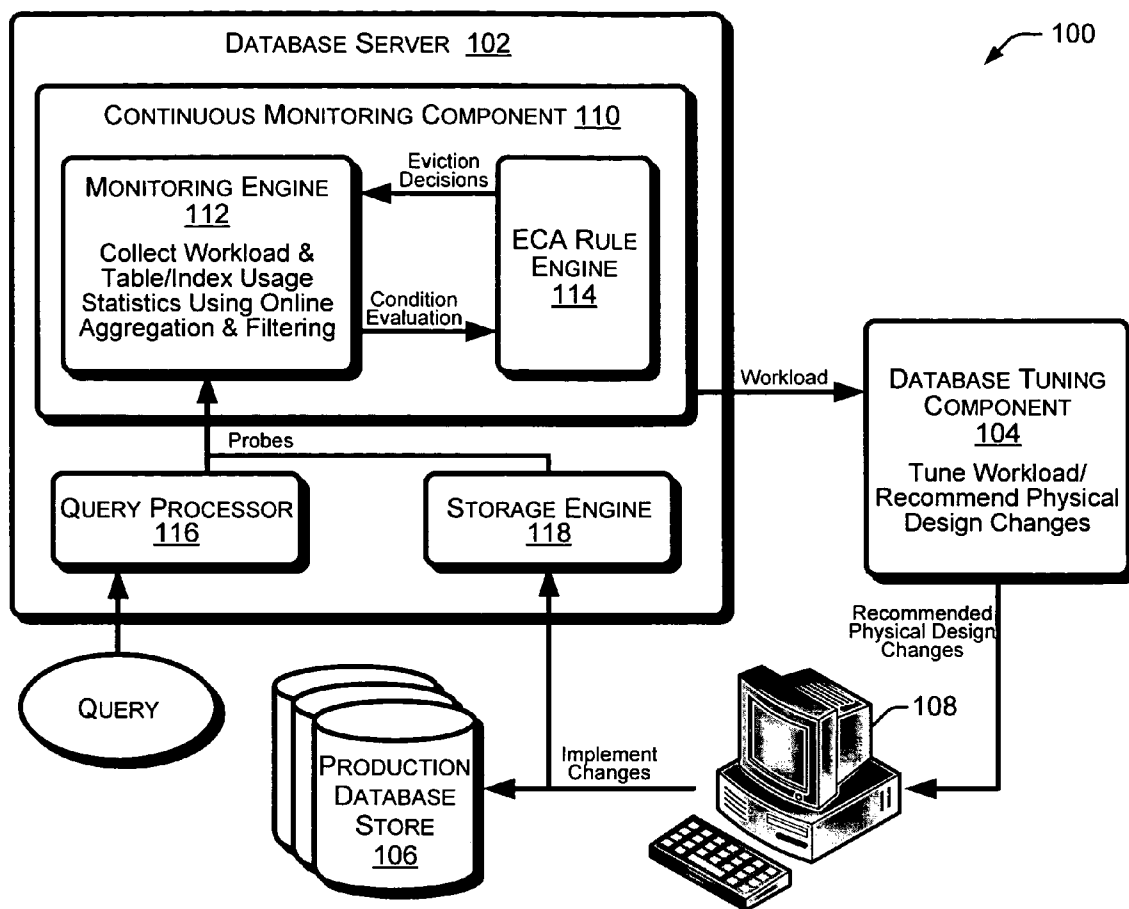 DATABASE SERVER 102
100
CONTINUOUS MONITORING COMPONENT 110
MONITORING ENGINE
112
Collect Workload &
Table/Index Usage
Statistics Using Online
Aggregation & Filtering
Eviction
Decisions
Condition
Evaluation
ECA RULE
ENGINE
114
Workload
DATABASE TUNING
COMPONENT
104
Tune Workload/
Recommend Physical
Design Changes
Probes
QUERY PROCESSOR
116
STORAGE ENGINE
118
Recommended
Physical Design
Changes
QUERY
PRODUCTION
DATABASE
STORE
106
Implement
Changes
108